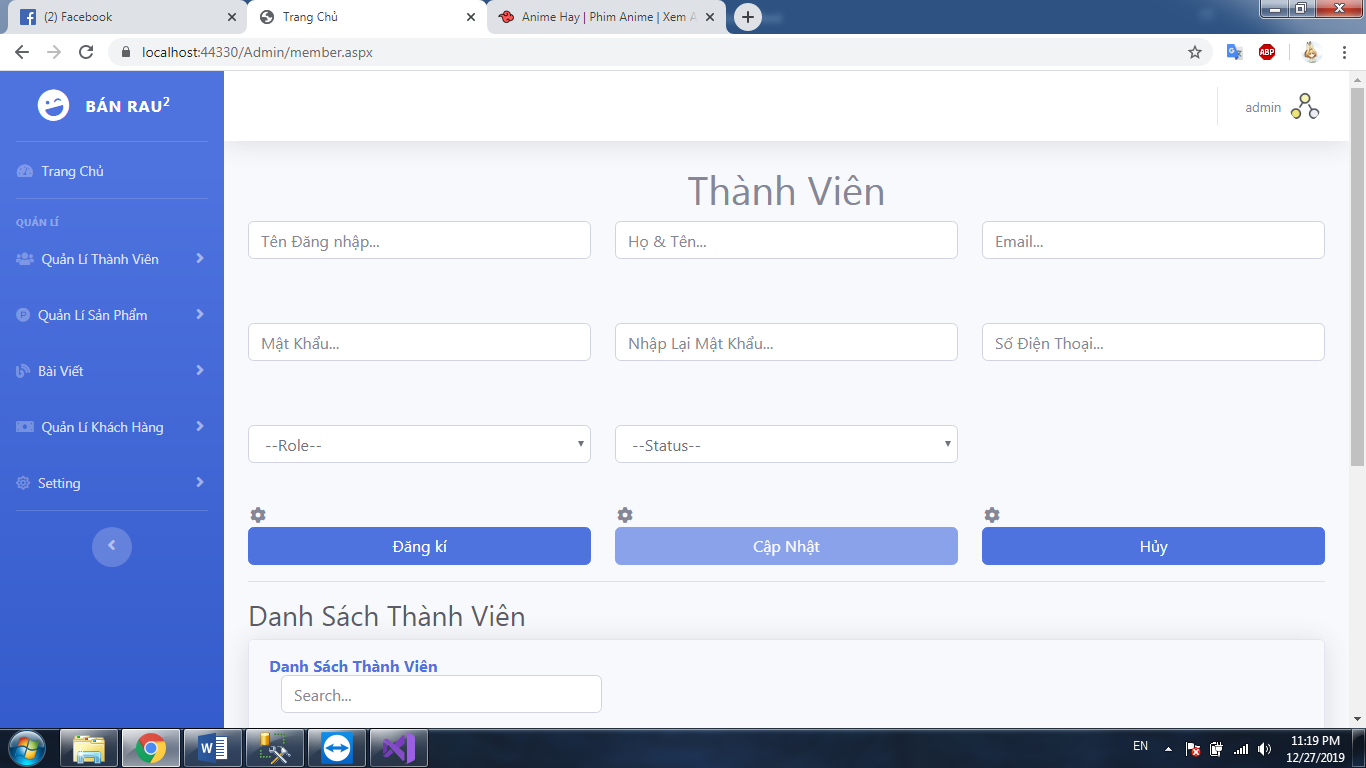 (2) Facebook
Trang Chủ
Anime Hay | Phim Anime | Xem A
localhost:44330/Admin/member.aspx
ABP
BÁN RAU2
admin
Trang Chủ
QUẢN LÍ
Quản Lí Thành Viên
Quản Lí Sản Phẩm
Bài Viết
Quản Lí Khách Hàng
Setting
Thành Viên
Tên Đăng nhập...
Họ & Tên...
Email...
Mật Khẩu...
Nhập Lại Mật Khẩu...
Số Điện Thoại...
--Role--
--Status--
Đăng kí
Cập Nhật
Hủy
Danh Sách Thành Viên
Danh Sách Thành Viên
Search...
EN
11:19 PM
12/27/2019